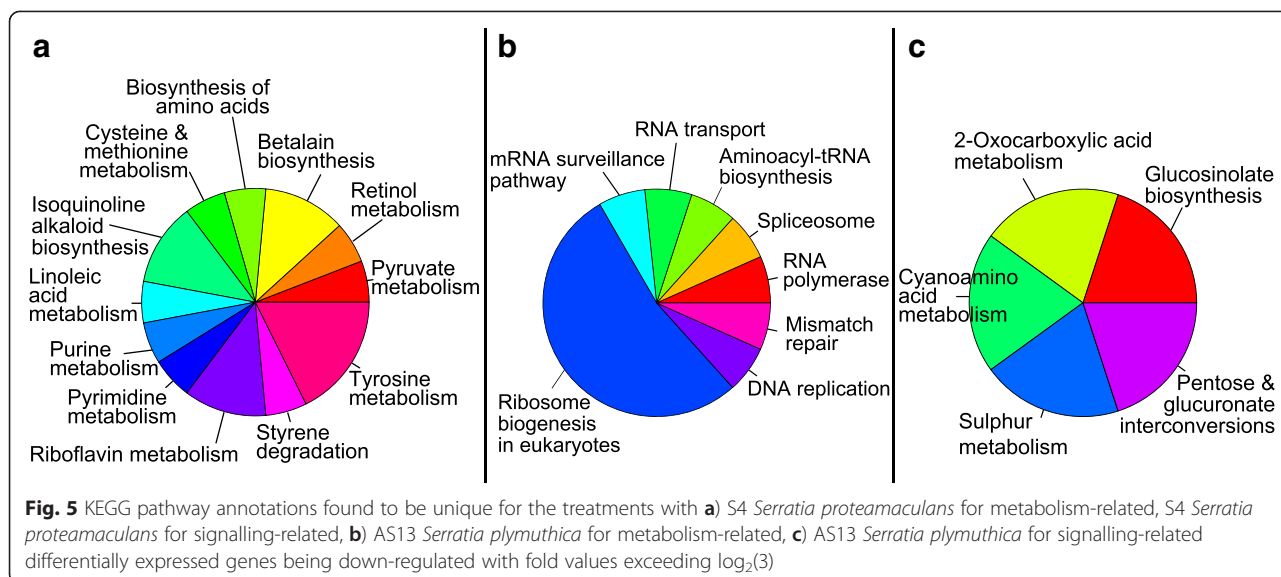 a
Biosynthesis of
amino acids
Cysteine &
methionine
metabolism
Betalain
biosynthesis
Retinol
metabolism
Isoquinoline
alkaloid
biosynthesis
Pyruvate
metabolism
Linoleic
acid
metabolism
Purine
metabolism
Pyrimidine
metabolism
Tyrosine
metabolism
Riboflavin metabolism
Styrene
degradation
b
RNA transport
mRNA surveillance
pathway
Aminoacyl-tRNA
biosynthesis
Spliceosome
RNA
polymerase
Mismatch
repair
DNA replication
Ribosome
biogenesis
in eukaryotes
c
2-Oxocarboxylic acid
metabolism
Glucosinolate
biosynthesis
Cyanoamino
acid
metabolism
Sulphur
metabolism
Pentose &
glucuronate
interconversions
Fig. 5 KEGG pathway annotations found to be unique for the treatments with a) S4 Serratia proteamaculans for metabolism-related, S4 Serratia
proteamaculans for signalling-related, b) AS13 Serratia plymuthica for metabolism-related, c) AS13 Serratia plymuthica for signalling-related
differentially expressed genes being down-regulated with fold values exceeding log₂(3)